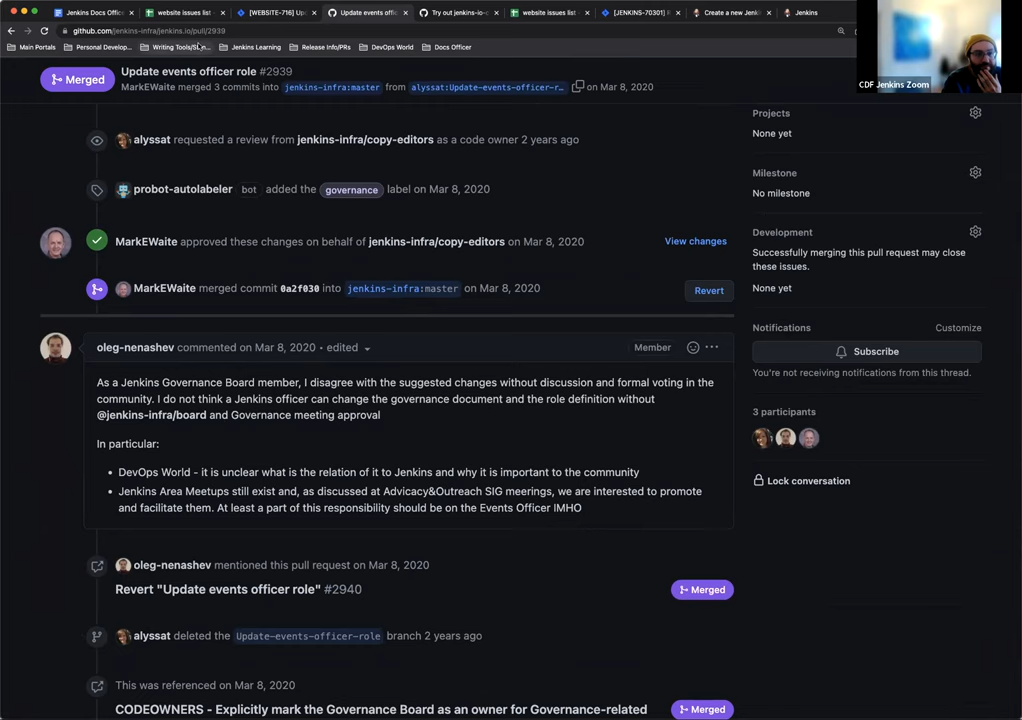 Jenkins Docs Offic
website issues list
[WEBSITE-716] Up
Update events offic
Try out jenkins-io-c
website issues list
[JENKINS-70301] R
Create a new Jenk
Jenkins
github.com/jenkins-infra/jenkins.io/pull/2939
Main Portals
Personal Develop...
Writing Tools/S
Jenkins Learning
Release Info/PRs
DevOps World
Docs Officer
CDF Jenkins Zoom
Merged
Update events officer role #2939
MarkEWaite merged 3 commits into jenkins-infra:master from alyssat:Update-events-officer-r... on Mar 8, 2020
alyssat requested a review from jenkins-infra/copy-editors as a code owner 2 years ago
probot-autolabeler bot added the governance label on Mar 8, 2020
MarkEWaite approved these changes on behalf of jenkins-infra/copy-editors on Mar 8, 2020
View changes
MarkEWaite merged commit 0a2f030 into jenkins-infra:master on Mar 8, 2020
Revert
oleg-nenashev commented on Mar 8, 2020 • edited
Member
As a Jenkins Governance Board member, I disagree with the suggested changes without discussion and formal voting in the
community. I do not think a Jenkins officer can change the governance document and the role definition without
@jenkins-infra/board and Governance meeting approval
In particular:
• DevOps World - it is unclear what is the relation of it to Jenkins and why it is important to the community
• Jenkins Area Meetups still exist and, as discussed at Advicacy&Outreach SIG meerings, we are interested to promote
and facilitate them. At least a part of this responsibility should be on the Events Officer IMHO
oleg-nenashev mentioned this pull request on Mar 8, 2020
Revert "Update events officer role" #2940
Merged
alyssat deleted the Update-events-officer-role branch 2 years ago
This was referenced on Mar 8, 2020
CODEOWNERS - Explicitly mark the Governance Board as an owner for Governance-related
Merged
Projects
None yet
Milestone
No milestone
Development
Successfully merging this pull request may close
these issues.
None yet
Notifications
Customize
Subscribe
You're not receiving notifications from this thread.
3 participants
Lock conversation